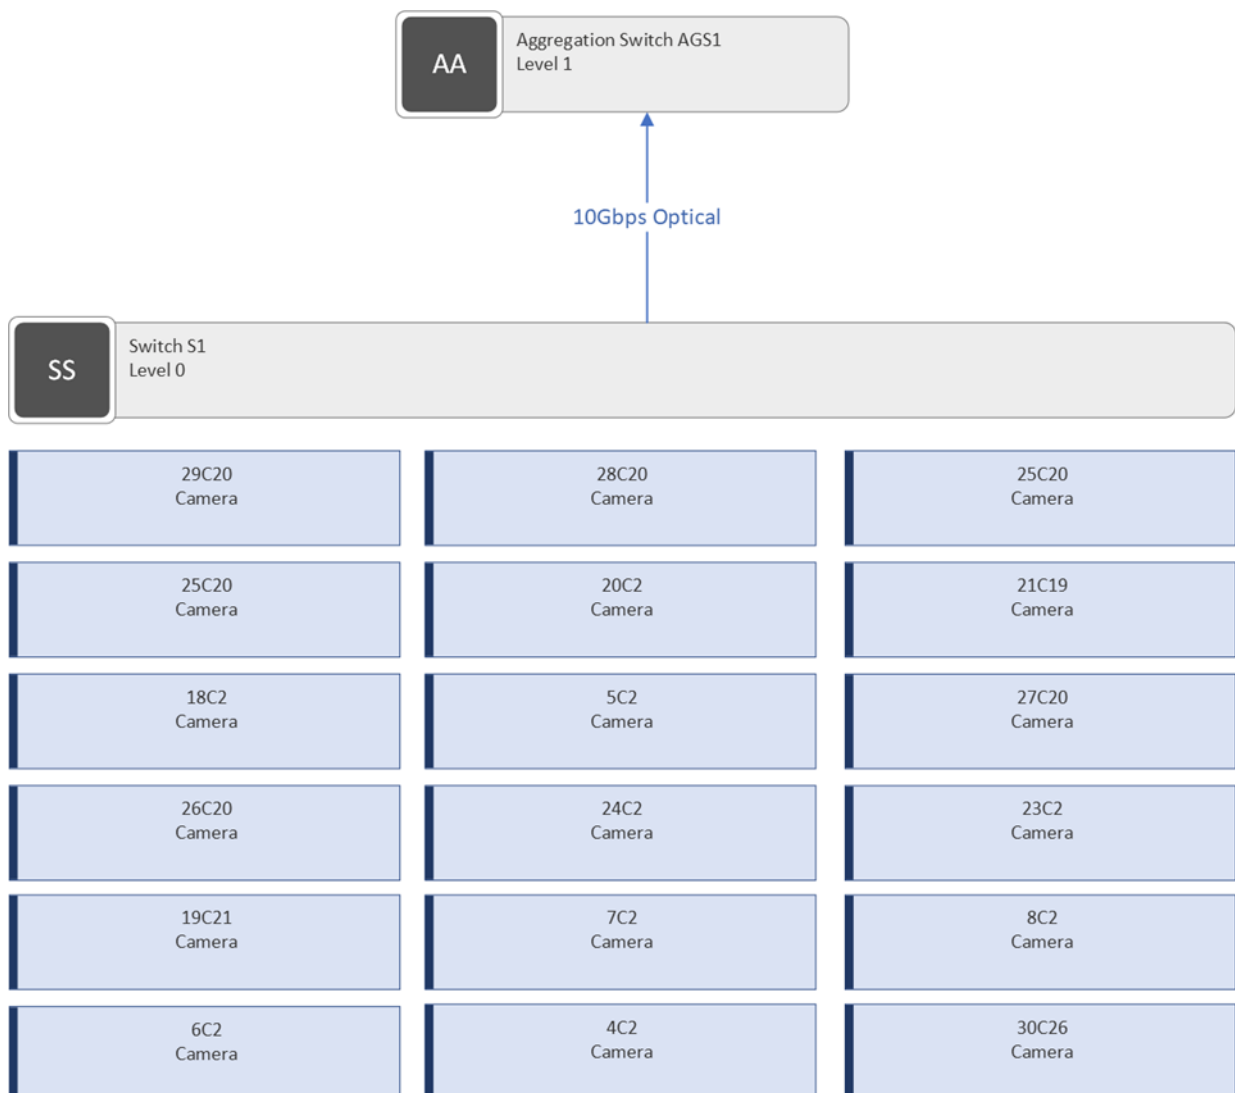 AA
Aggregation Switch AGS1
Level 1
10Gbps Optical
SS
Switch S1
Level 0
29C20
Camera
28C20
Camera
25C20
Camera
25C20
Camera
20C2
Camera
21C19
Camera
18C2
Camera
5C2
Camera
27C20
Camera
26C20
Camera
24C2
Camera
23C2
Camera
19C21
Camera
7C2
Camera
8C2
Camera
6C2
Camera
4C2
Camera
30C26
Camera